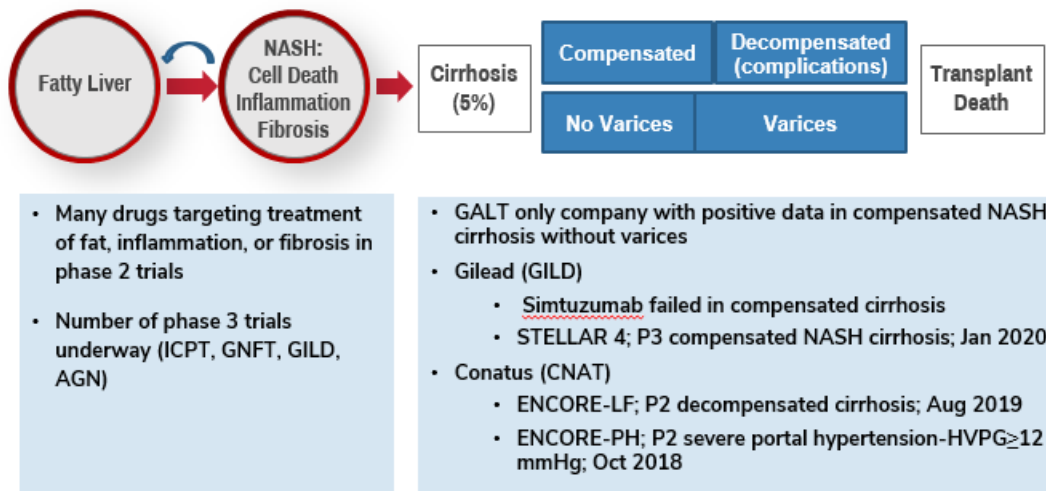 Fatty Liver
NASH:
Cell Death
Inflammation
Fibrosis
Cirrhosis
(5%)
Compensated
Decompensated
(complications)
No Varices
Varices
Transplant
Death
• Many drugs targeting treatment
of fat, inflammation, or fibrosis in
phase 2 trials
• Number of phase 3 trials
underway (ICPT, GNFT, GILD,
AGN)
• GALT only company with positive data in compensated NASH
cirrhosis without varices
• Gilead (GILD)
• Simtuzumab failed in compensated cirrhosis
• STELLAR 4; P3 compensated NASH cirrhosis; Jan 2020
• Conatus (CNAT)
• ENCORE-LF; P2 decompensated cirrhosis; Aug 2019
• ENCORE-PH; P2 severe portal hypertension-HVPG≥12
mmHg; Oct 2018